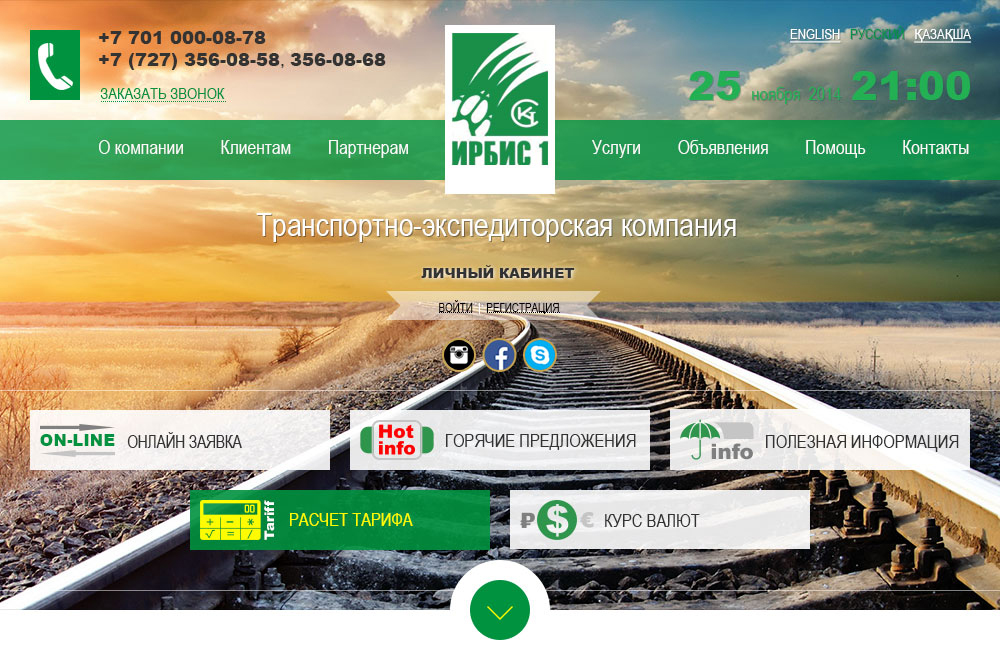 +7 701 000-08-78
+7 (727) 356-08-58, 356-08-68
ЗАКАЗАТЬ ЗВОНОК
ENGLISH РУССКИЙ ҚАЗАҚША
25 ноября 2014 21:00
КТС
ИРБИС 1
О компании Клиентам Партнерам Услуги Объявления Помощь Контакты
Транспортно-экспедиторская компания
ЛИЧНЫЙ КАБИНЕТ
ВОЙТИ | РЕГИСТРАЦИЯ
ON-LINE ОНЛАЙН ЗАЯВКА
Hot info ГОРЯЧИЕ ПРЕДЛОЖЕНИЯ
info ПОЛЕЗНАЯ ИНФОРМАЦИЯ
00 Tariff РАСЧЕТ ТАРИФА
₽ $ € КУРС ВАЛЮТ